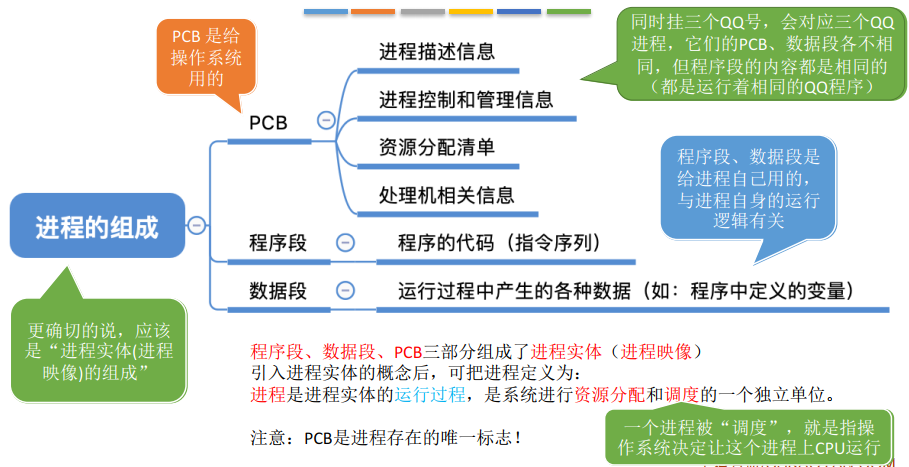 PCB 是给
操作系统
用的
同时挂三个QQ号，会对应三个QQ
进程，它们的PCB、数据段各不相
同，但程序段的内容都是相同的
（都是运行着相同的QQ程序）
进程描述信息
进程控制和管理信息
PCB
资源分配清单
处理机相关信息
程序段、数据段是
给进程自己用的，
与进程自身的运行
逻辑有关
进程的组成
程序段
程序的代码（指令序列）
数据段
运行过程中产生的各种数据（如：程序中定义的变量）
更确切的说，应该
是“进程实体(进程
映像)的组成”
程序段、数据段、PCB三部分组成了进程实体（进程映像）
引入进程实体的概念后，可把进程定义为：
进程是进程实体的运行过程，是系统进行资源分配和调度的一个独立单位。
一个进程被“调度”，就是指操
作系统决定让这个进程上CPU运行
注意：PCB是进程存在的唯一标志！